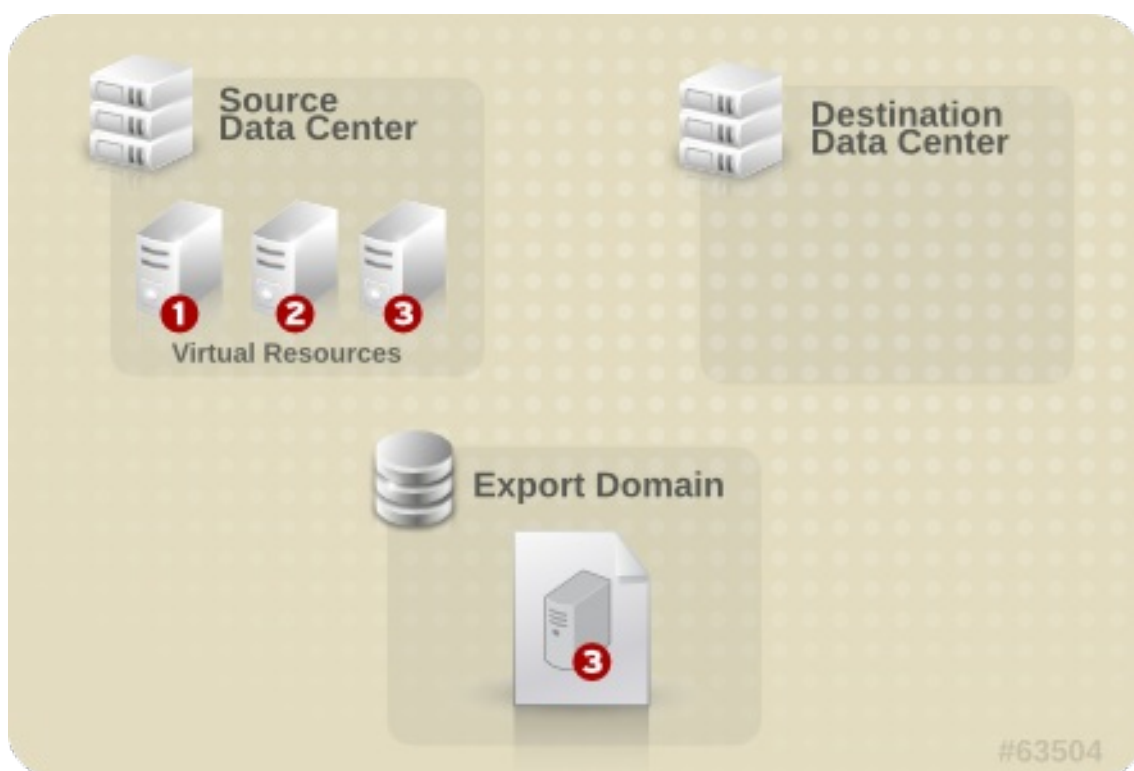 Source
Data Center
Destination
Data Center
1
2
3
Virtual Resources
Export Domain
3
#63504